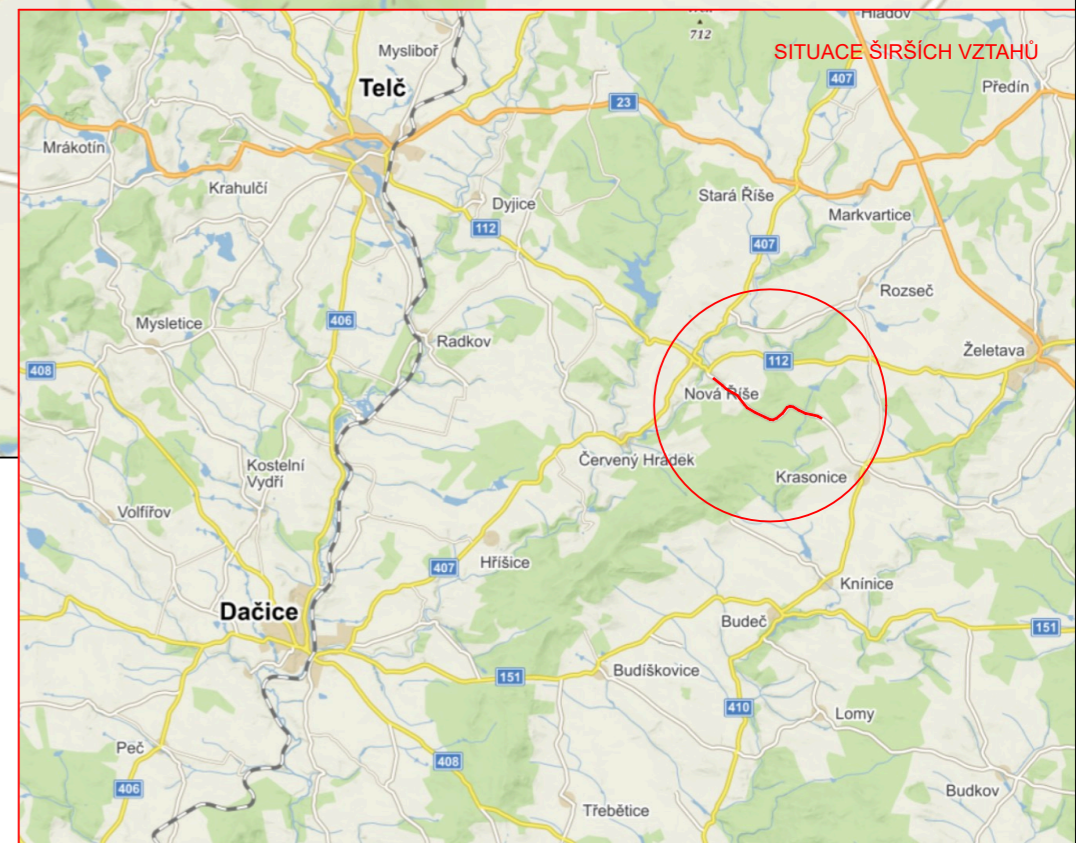 Hladov
712
SITUACE ŠIRŠÍCH VZTAHŮ
Mysliboř
407
Předín
Telč
23
Mrákotín
Krahulčí
Stará Říše
Dyjice
Markvartice
112
407
Rozseč
Mysletice
406
Radkov
Želetava
112
408
Nová Říše
Červený Hrádek
Kostelní
Vydří
Krasonice
Volfířov
Hříšice
407
Knínice
Dačice
Budeč
151
Budíškovice
151
410
Lomy
Peč
408
406
Budkov
Třebětice